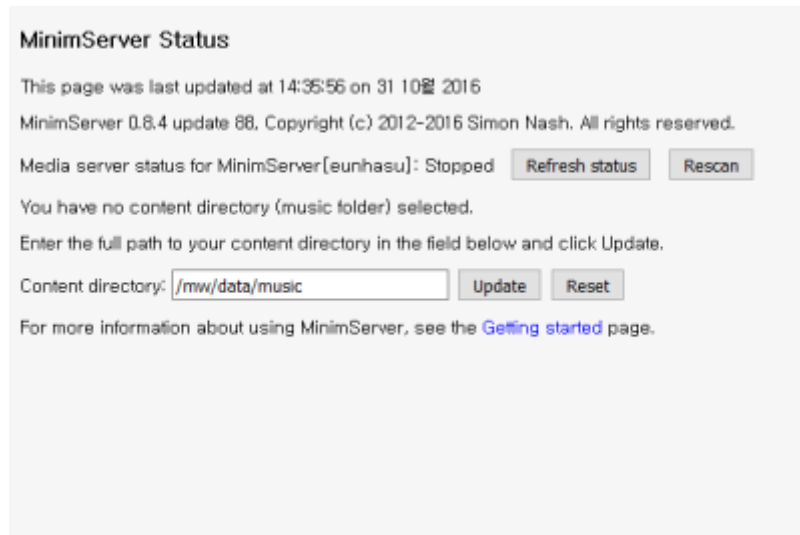 MinimServer Status
This page was last updated at 14:35:56 on 31 10월 2016
MinimServer 0.8.4 update 88, Copyright (c) 2012-2016 Simon Nash. All rights reserved.
Media server status for MinimServer[eunhasu]: Stopped Refresh status Rescan
You have no content directory (music folder) selected.
Enter the full path to your content directory in the field below and click Update.
Content directory: /mw/data/music Update Reset
For more information about using MinimServer, see the Getting started page.